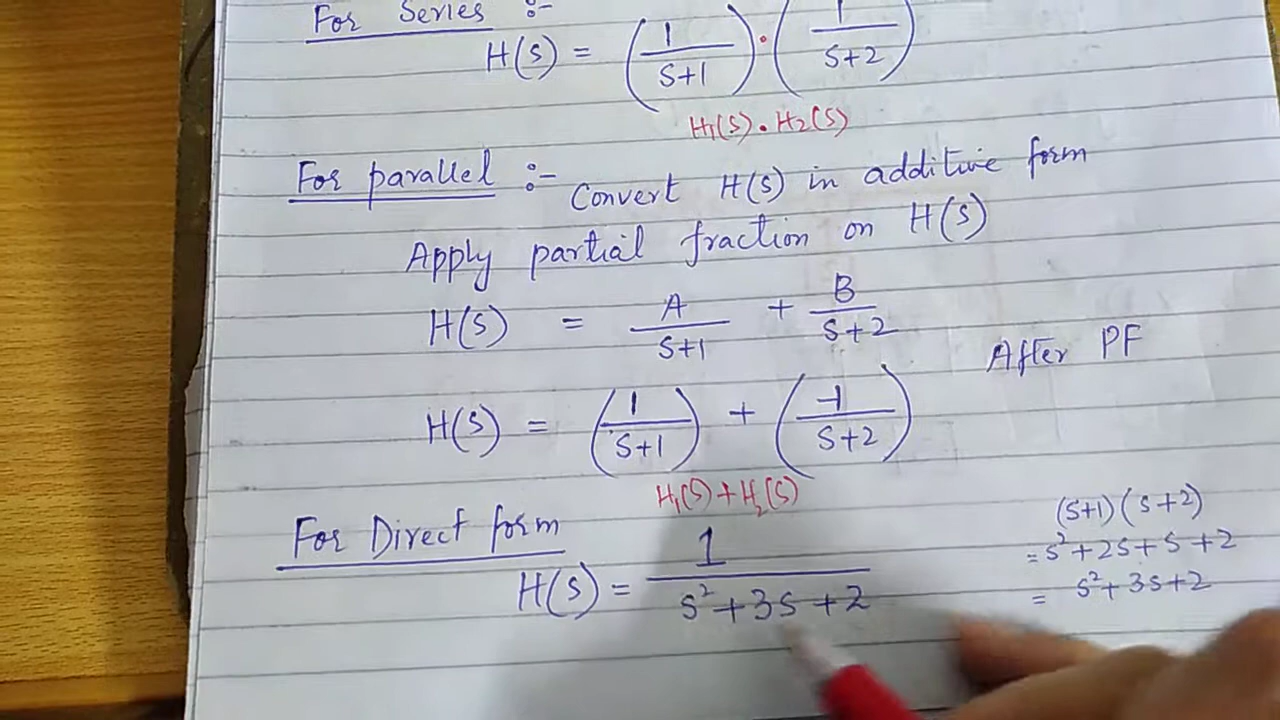 For Series :-
H(s) = (1/(S+1)) . (1/(S+2))
H₁(s) . H₂(s)
For parallel :- Convert H(s) in additive form
Apply partial fraction on H(s)
H(s) = A/(S+1) + B/(S+2)
After PF
H(s) = (1/(S+1)) + (-1/(S+2))
H₁(s) + H₂(s)
For Direct form
H(s) = 1/(s²+3s+2)
(s+1)(s+2)
= s²+2s+s+2
= s²+3s+2